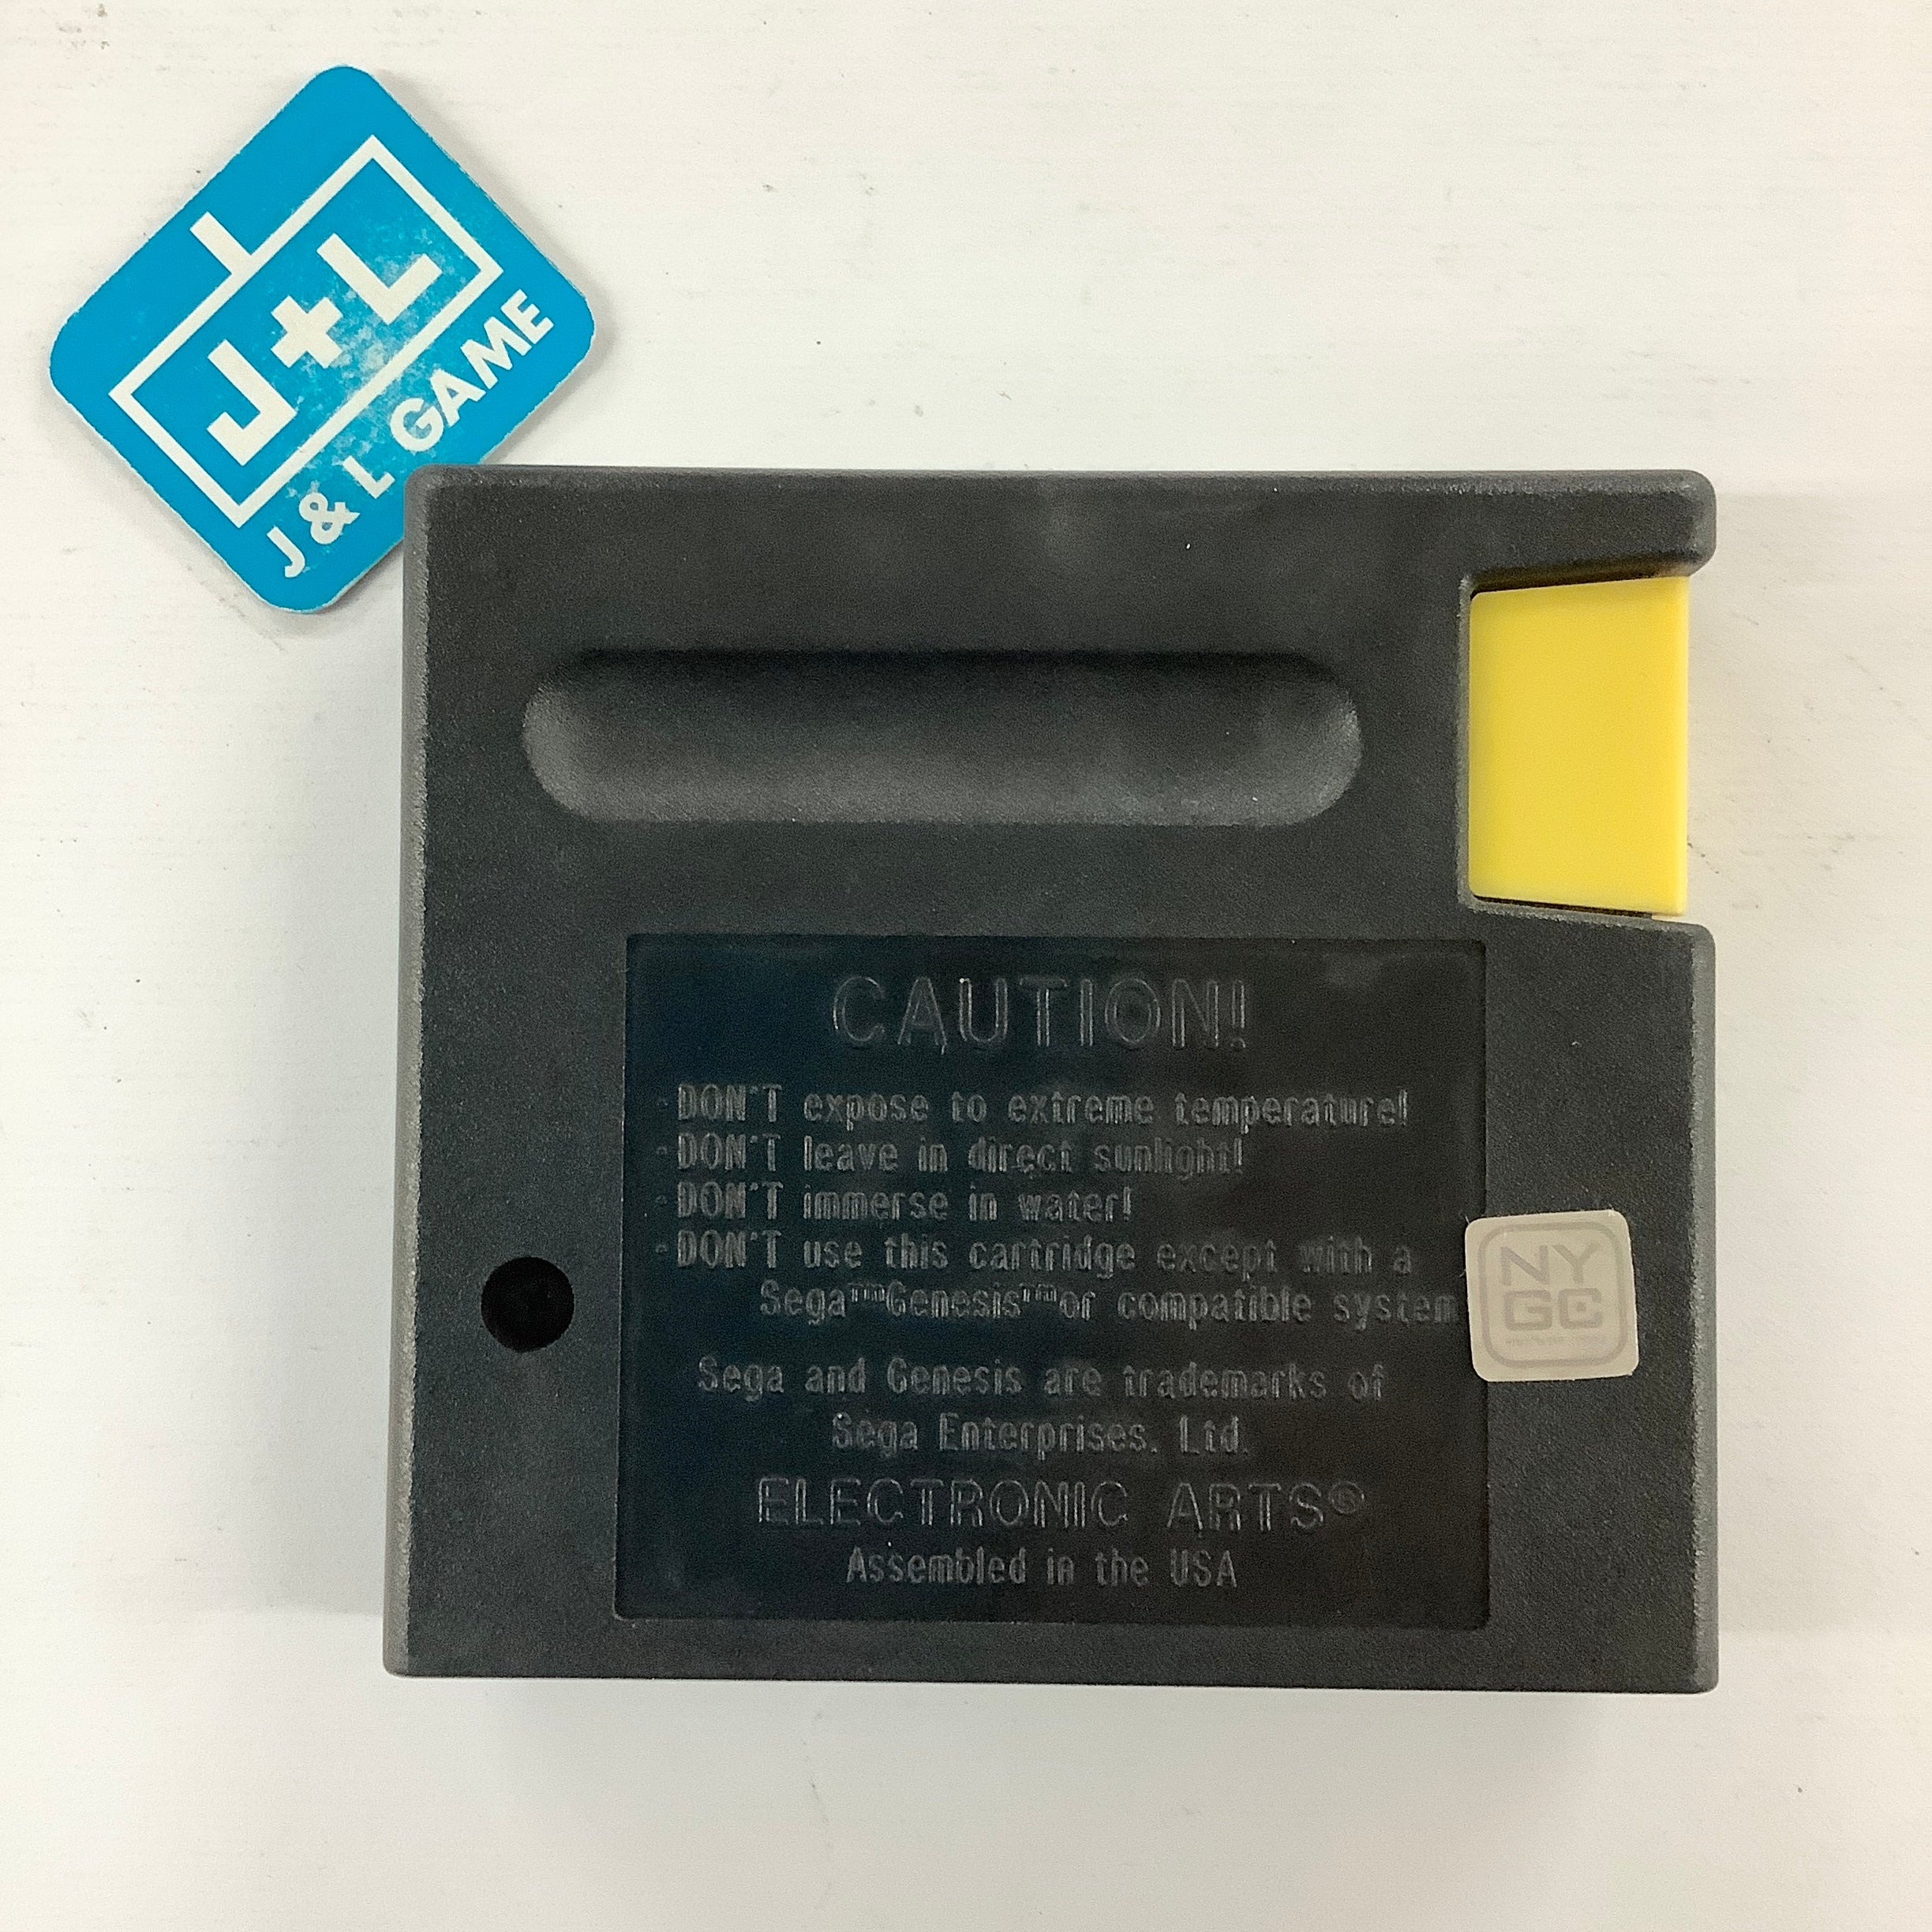 J+L
J & L GAME
CAUTION!
-DON'T expose to extreme temperature!
-DON'T leave in direct sunlight!
-DON'T immerse in water!
-DON'T use this cartridge except with a
Sega™Genesis™or compatible system
NY
GC
Sega and Genesis are trademarks of
Sega Enterprises, Ltd.
ELECTRONIC ARTS®
Assembled in the USA